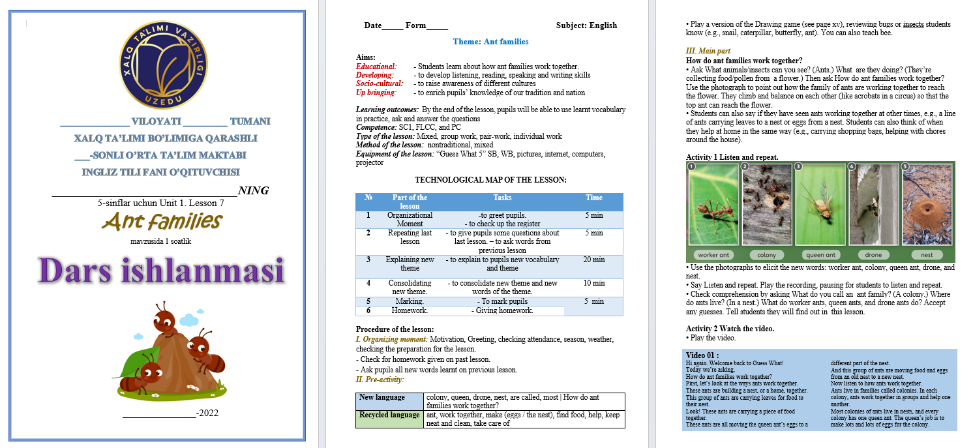 XALQ TALIMI VAZIRLIGI
UZEDU
______________ VILOYATI ________ TUMANI
XALQ TA'LIMI BO'LIMIGA QARASHLI
___-SONLI O'RTA TA'LIM MAKTABI
INGLIZ TILI FANI O'QITUVCHISI
______________________________NING
5-sinflar uchun Unit 1. Lesson 7
Ant families
mavzusida 1 soatlik
Dars ishlanmasi
______________-2022
Date_____ Form_____ Subject: English
Theme: Ant families
Aims:
Educational: - Students learn about how ant families work together.
Developing: - to develop listening, reading, speaking and writing skills
Socio-cultural: - to raise awareness of different cultures
Up bringing: - to enrich pupils' knowledge of our tradition and nation
Learning outcomes: By the end of the lesson, pupils will be able to use learnt vocabulary
in practice, ask and answer the questions
Competence: SC1, FLCC, and PC
Type of the lesson: Mixed, group work, pair-work, individual work
Method of the lesson: nontraditional, mixed
Equipment of the lesson: "Guess What 5" SB, WB, pictures, internet, computers,
projector
TECHNOLOGICAL MAP OF THE LESSON:
№ Part of the lesson Tasks Time
1 Organizational Moment -to greet pupils. - to check up the register 5 min
2 Repeating last lesson - to give pupils some questions about last lesson. – to ask words from previous lesson 5 min
3 Explaining new theme - to explain to pupils new vocabulary and theme 20 min
4 Consolidating new theme. - to consolidate new theme and new words of the theme. 10 min
5 Marking. - To mark pupils 5 min
6 Homework. - Giving homework.
Procedure of the lesson:
I. Organizing moment: Motivation, Greeting, checking attendance, season, weather,
checking the preparation for the lesson.
- Check for homework given on past lesson.
- Ask pupils all new words learnt on previous lesson.
II. Pre-activity:
New language colony, queen, drone, nest, are called, most | How do ant
families work together?
Recycled language ant, work together, make (eggs / the nest), find food, help, keep
neat and clean, take care of
• Play a version of the Drawing game (see page xv), reviewing bugs or insects students
know (e.g., snail, caterpillar, butterfly, ant). You can also teach bee.
III. Main part
How do ant families work together?
• Ask What animals/insects can you see? (Ants.) What are they doing? (They're
collecting food/pollen from a flower.) Then ask How do ant families work together?
Use the photograph to point out how the family of ants are working together to reach
the flower. They climb and balance on each other (like acrobats in a circus) so that the
top ant can reach the flower.
• Students can also say if they have seen ants working together at other times, e.g., a line
of ants carrying leaves to a nest or eggs from a nest. Students can also think of when
they help at home in the same way (e.g., carrying shopping bags, helping with chores
around the house).
Activity 1 Listen and repeat.
1 2 3 4 5
worker ant colony queen ant drone nest
• Use the photographs to elicit the new words: worker ant, colony, queen ant, drone, and
nest.
• Say Listen and repeat. Play the recording, pausing for students to listen and repeat.
• Check comprehension by asking What do you call an ant family? (A colony.) Where
do ants live? (In a nest.) What do worker ants, queen ants, and drone ants do? Accept
any guesses. Tell students they will find out in this lesson.
Activity 2 Watch the video.
• Play the video.
Video 01 :
Hi again. Welcome back to Guess What!
Today we're asking,
How do ant families work together?
First, let's look at the ways ants work together.
These ants are building a nest, or a home, together.
This group of ants are carrying leaves for food to
their nest.
Look! These ants are carrying a piece of food
together.
These ants are all moving the queen ant's eggs to a
different part of the nest.
And this group of ants are moving food and eggs
from an old nest to a new nest.
Now listen to how ants work together.
Ants live in families called colonies. In each
colony, ants work together in groups and help one
another.
Most colonies of ants live in nests, and every
colony has one queen ant. The queen's job is to
make lots and lots of eggs for the colony.